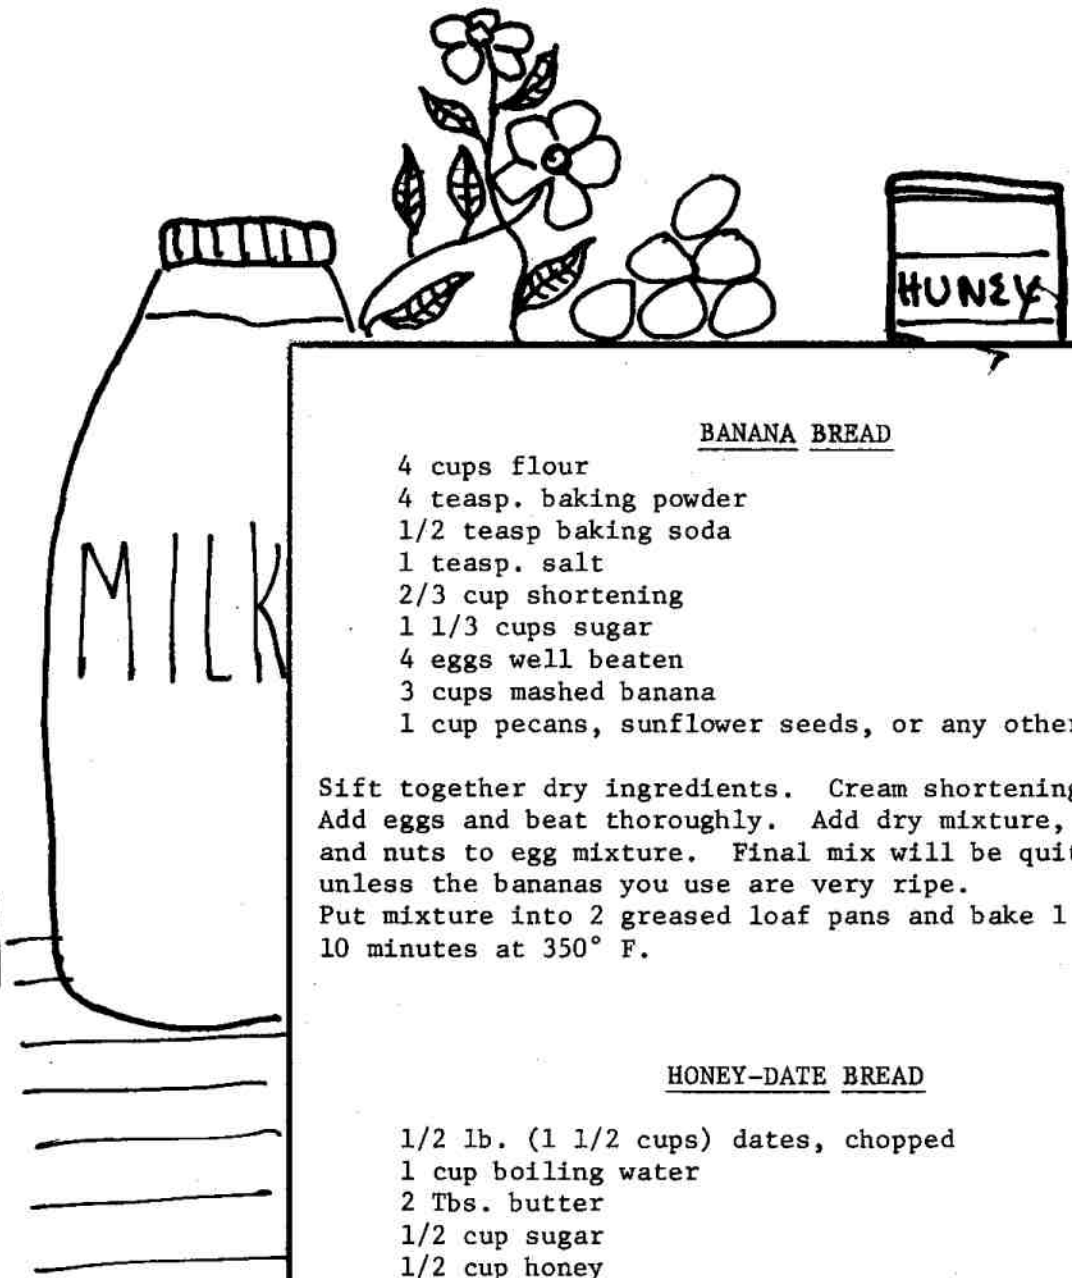 HUNEY
MILK
BANANA BREAD
4 cups flour
4 teasp. baking powder
1/2 teasp baking soda
1 teasp. salt
2/3 cup shortening
1 1/3 cups sugar
4 eggs well beaten
3 cups mashed banana
1 cup pecans, sunflower seeds, or any other
Sift together dry ingredients. Cream shortening
Add eggs and beat thoroughly. Add dry mixture,
and nuts to egg mixture. Final mix will be quit
unless the bananas you use are very ripe.
Put mixture into 2 greased loaf pans and bake 1
10 minutes at 350° F.
HONEY-DATE BREAD
1/2 lb. (1 1/2 cups) dates, chopped
1 cup boiling water
2 Tbs. butter
1/2 cup sugar
1/2 cup honey